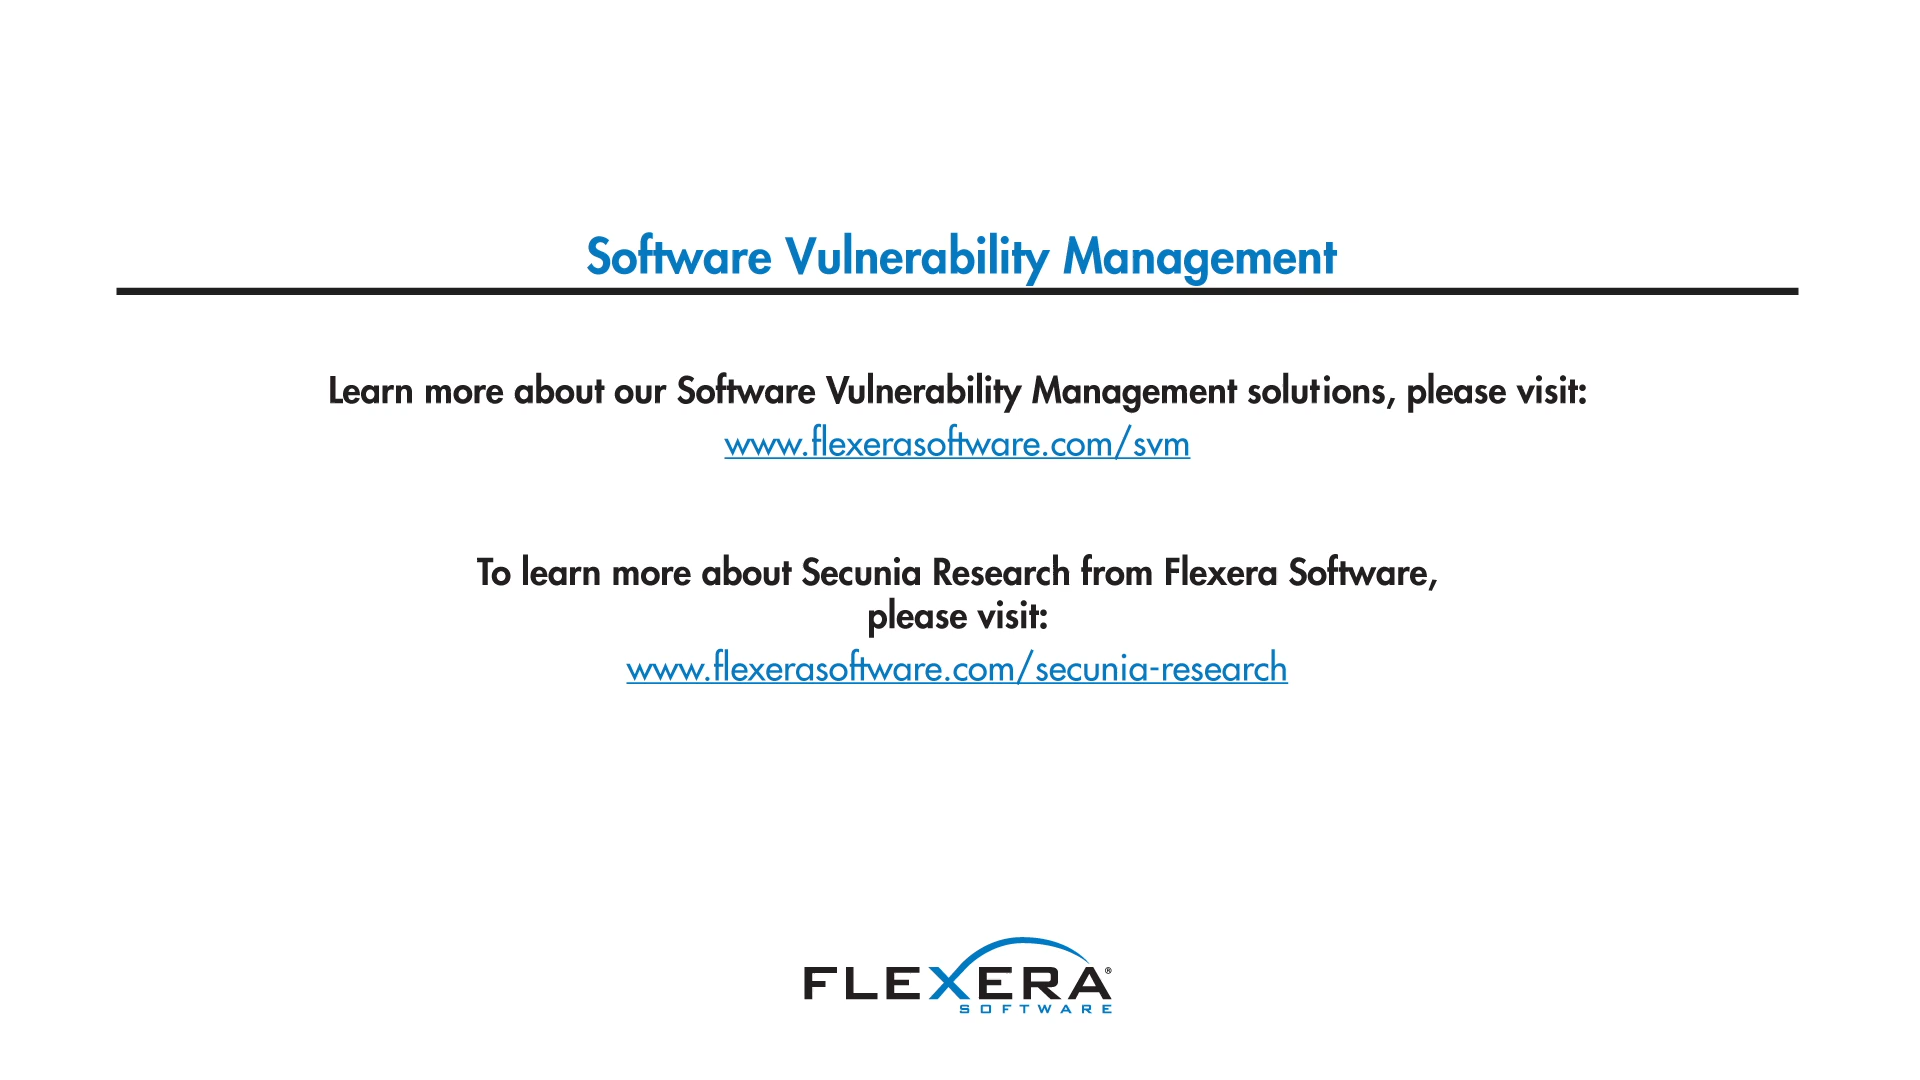 Software Vulnerability Management
Learn more about our Software Vulnerability Management solutions, please visit:
www.flexerasoftware.com/svm
To learn more about Secunia Research from Flexera Software,
please visit:
www.flexerasoftware.com/secunia-research
FLEXERA®
SOFTWARE